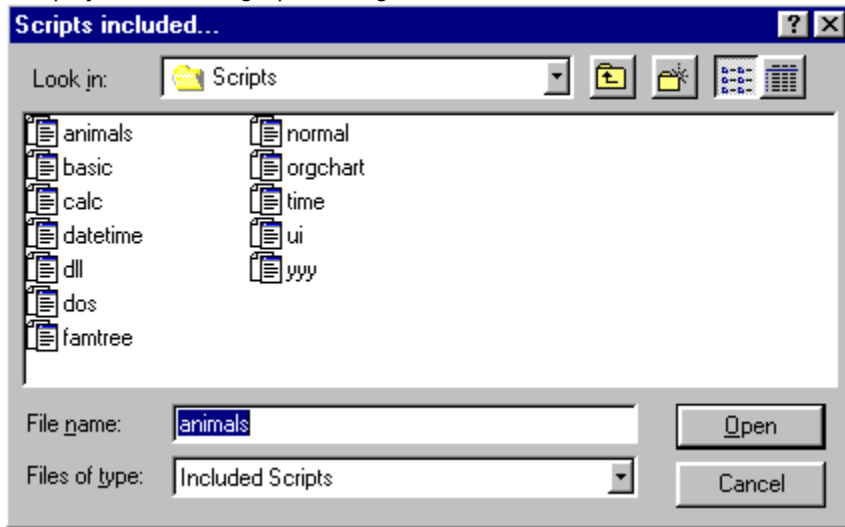 Scripts included...
Look in: Scripts
animals normal
basic orgchart
calc time
datetime ui
dll yyy
dos
famtree
File name: animals Open
Files of type: Included Scripts Cancel